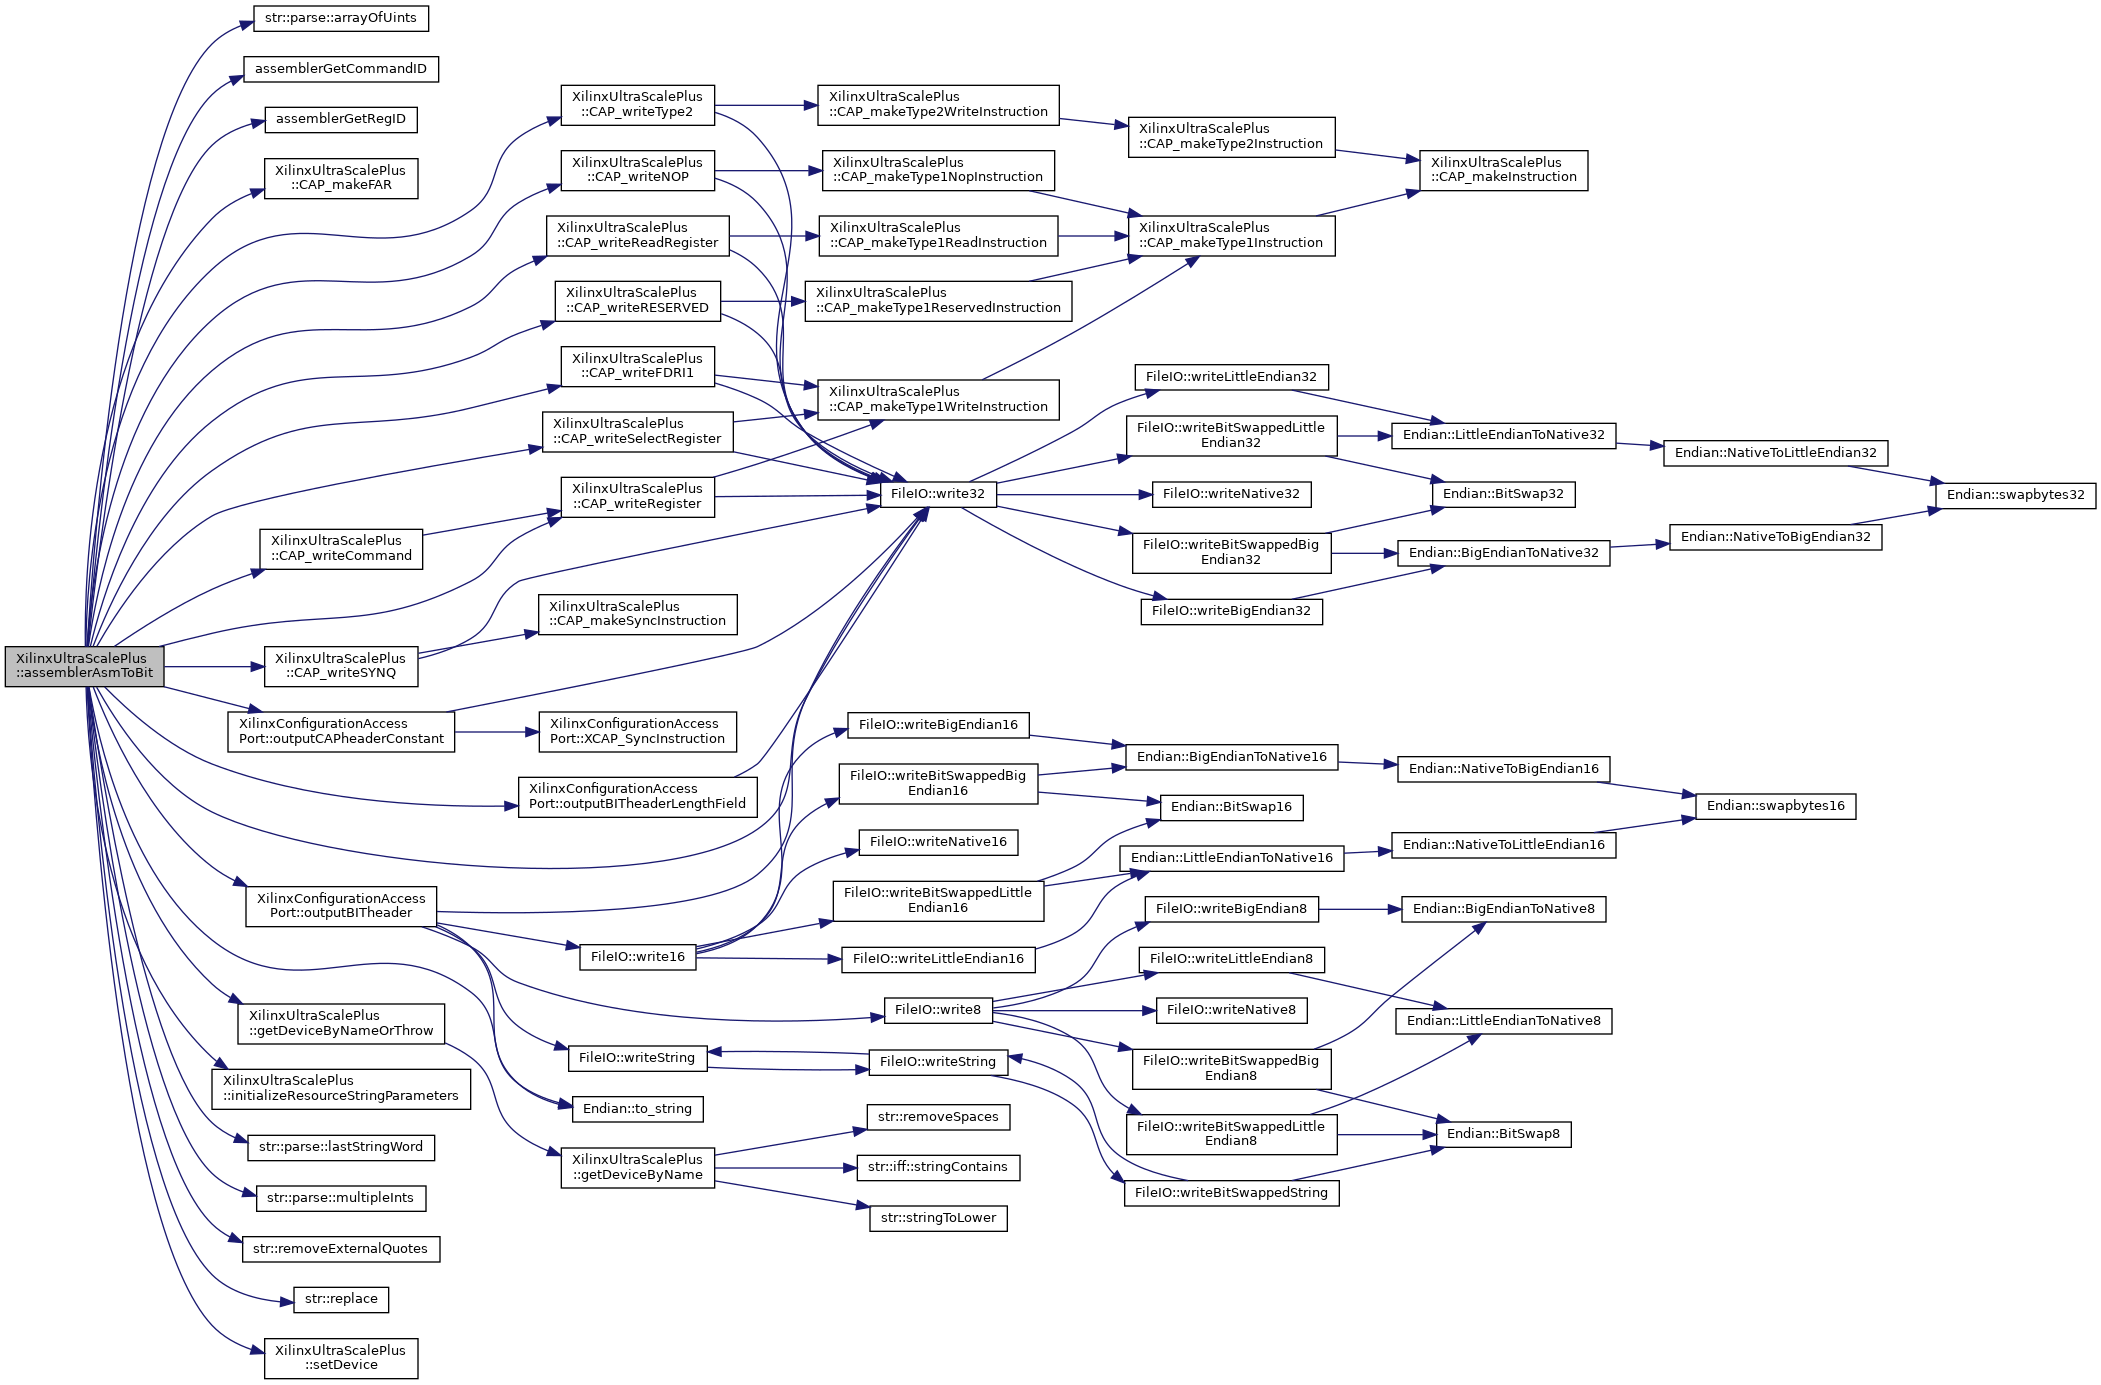 XilinxUltraScalePlus
::assemblerAsmToBit
str::parse::arrayOfUints
assemblerGetCommandID
assemblerGetRegID
XilinxUltraScalePlus
::CAP_makeFAR
XilinxUltraScalePlus
::CAP_writeType2
XilinxUltraScalePlus
::CAP_writeNOP
XilinxUltraScalePlus
::CAP_writeReadRegister
XilinxUltraScalePlus
::CAP_writeRESERVED
XilinxUltraScalePlus
::CAP_writeFDRI1
XilinxUltraScalePlus
::CAP_writeSelectRegister
XilinxUltraScalePlus
::CAP_writeRegister
XilinxUltraScalePlus
::CAP_writeCommand
XilinxUltraScalePlus
::CAP_writeSYNQ
XilinxUltraScalePlus
::CAP_makeSyncInstruction
XilinxConfigurationAccess
Port::outputCAPheaderConstant
XilinxConfigurationAccess
Port::XCAP_SyncInstruction
XilinxConfigurationAccess
Port::outputBITheaderLengthField
XilinxConfigurationAccess
Port::outputBITheader
XilinxUltraScalePlus
::getDeviceByNameOrThrow
XilinxUltraScalePlus
::initializeResourceStringParameters
str::parse::lastStringWord
str::parse::multipleInts
str::removeExternalQuotes
str::replace
XilinxUltraScalePlus
::setDevice
FileIO::write16
FileIO::writeString
Endian::to_string
XilinxUltraScalePlus
::getDeviceByName
XilinxUltraScalePlus
::CAP_makeType2WriteInstruction
XilinxUltraScalePlus
::CAP_makeType1NopInstruction
XilinxUltraScalePlus
::CAP_makeType1ReadInstruction
XilinxUltraScalePlus
::CAP_makeType1ReservedInstruction
XilinxUltraScalePlus
::CAP_makeType1WriteInstruction
FileIO::write32
FileIO::writeBigEndian16
FileIO::writeBitSwappedBig
Endian16
FileIO::writeNative16
FileIO::writeBitSwappedLittle
Endian16
FileIO::writeLittleEndian16
FileIO::write8
FileIO::writeString
str::removeSpaces
str::iff::stringContains
str::stringToLower
XilinxUltraScalePlus
::CAP_makeType2Instruction
XilinxUltraScalePlus
::CAP_makeType1Instruction
XilinxUltraScalePlus
::CAP_makeInstruction
FileIO::writeLittleEndian32
FileIO::writeBitSwappedLittle
Endian32
FileIO::writeNative32
FileIO::writeBitSwappedBig
Endian32
FileIO::writeBigEndian32
Endian::LittleEndianToNative32
Endian::BitSwap32
Endian::BigEndianToNative32
Endian::NativeToLittleEndian32
Endian::NativeToBigEndian32
Endian::swapbytes32
Endian::BigEndianToNative16
Endian::BitSwap16
Endian::LittleEndianToNative16
Endian::NativeToBigEndian16
Endian::NativeToLittleEndian16
Endian::swapbytes16
FileIO::writeBigEndian8
FileIO::writeLittleEndian8
FileIO::writeNative8
FileIO::writeBitSwappedBig
Endian8
FileIO::writeBitSwappedLittle
Endian8
FileIO::writeBitSwappedString
Endian::BigEndianToNative8
Endian::LittleEndianToNative8
Endian::BitSwap8